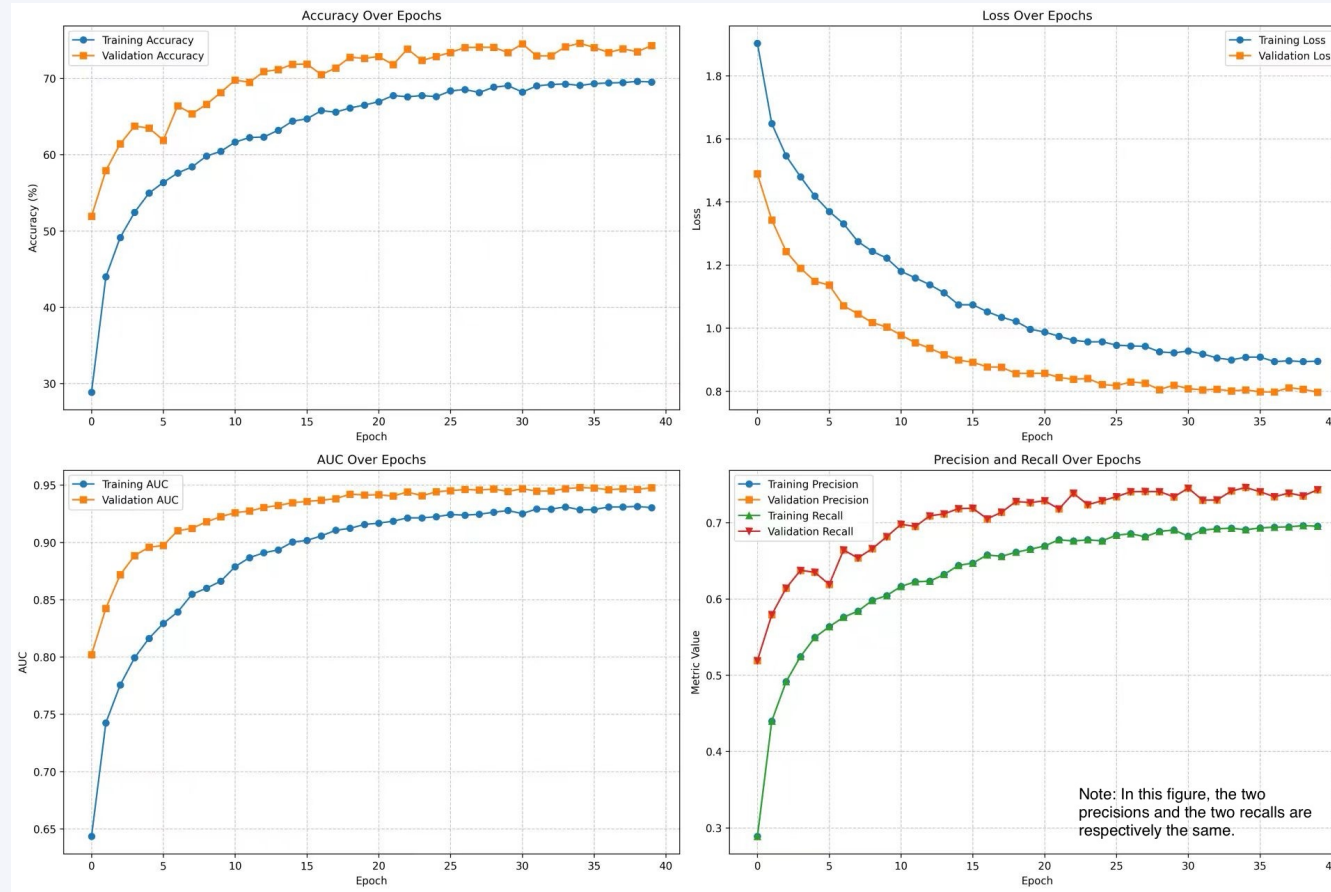 Accuracy Over Epochs
Training Accuracy
Validation Accuracy
Accuracy (%)
70
60
50
40
30
0 5 10 15 20 25 30 35 40
Epoch
Loss Over Epochs
Training Loss
Validation Los
Loss
1.8
1.6
1.4
1.2
1.0
0.8
0 5 10 15 20 25 30 35 4
Epoch
AUC Over Epochs
Training AUC
Validation AUC
AUC
0.95
0.90
0.85
0.80
0.75
0.70
0.65
0 5 10 15 20 25 30 35 40
Epoch
Precision and Recall Over Epochs
Training Precision
Validation Precision
Training Recall
Validation Recall
Metric Value
0.7
0.6
0.5
0.4
0.3
Note: In this figure, the two
precisions and the two recalls are
respectively the same.
0 5 10 15 20 25 30 35 4
Epoch